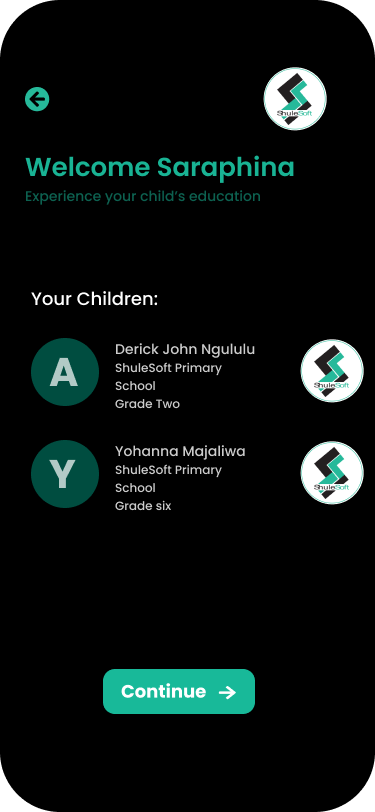 ShuleSoft
Welcome Saraphina
Experience your child's education
Your Children:
A
Derick John Ngululu
ShuleSoft Primary
School
Grade Two
ShuleSoft
Y
Yohanna Majaliwa
ShuleSoft Primary
School
Grade six
ShuleSoft
Continue